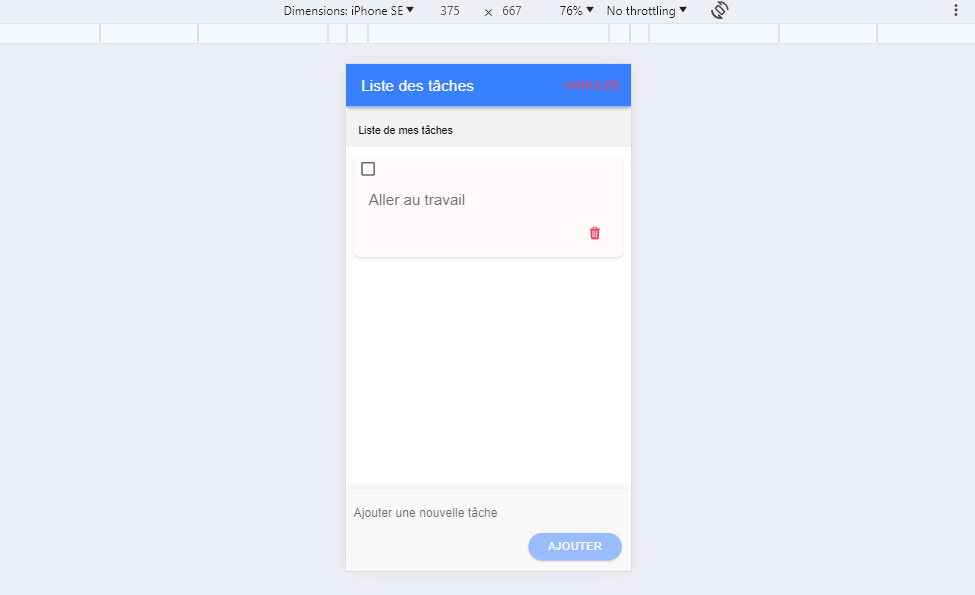 Dimensions: iPhone SE 375 × 667 76% No throttling
Liste des tâches ANNULER
Liste de mes tâches
Aller au travail
Ajouter une nouvelle tâche
AJOUTER